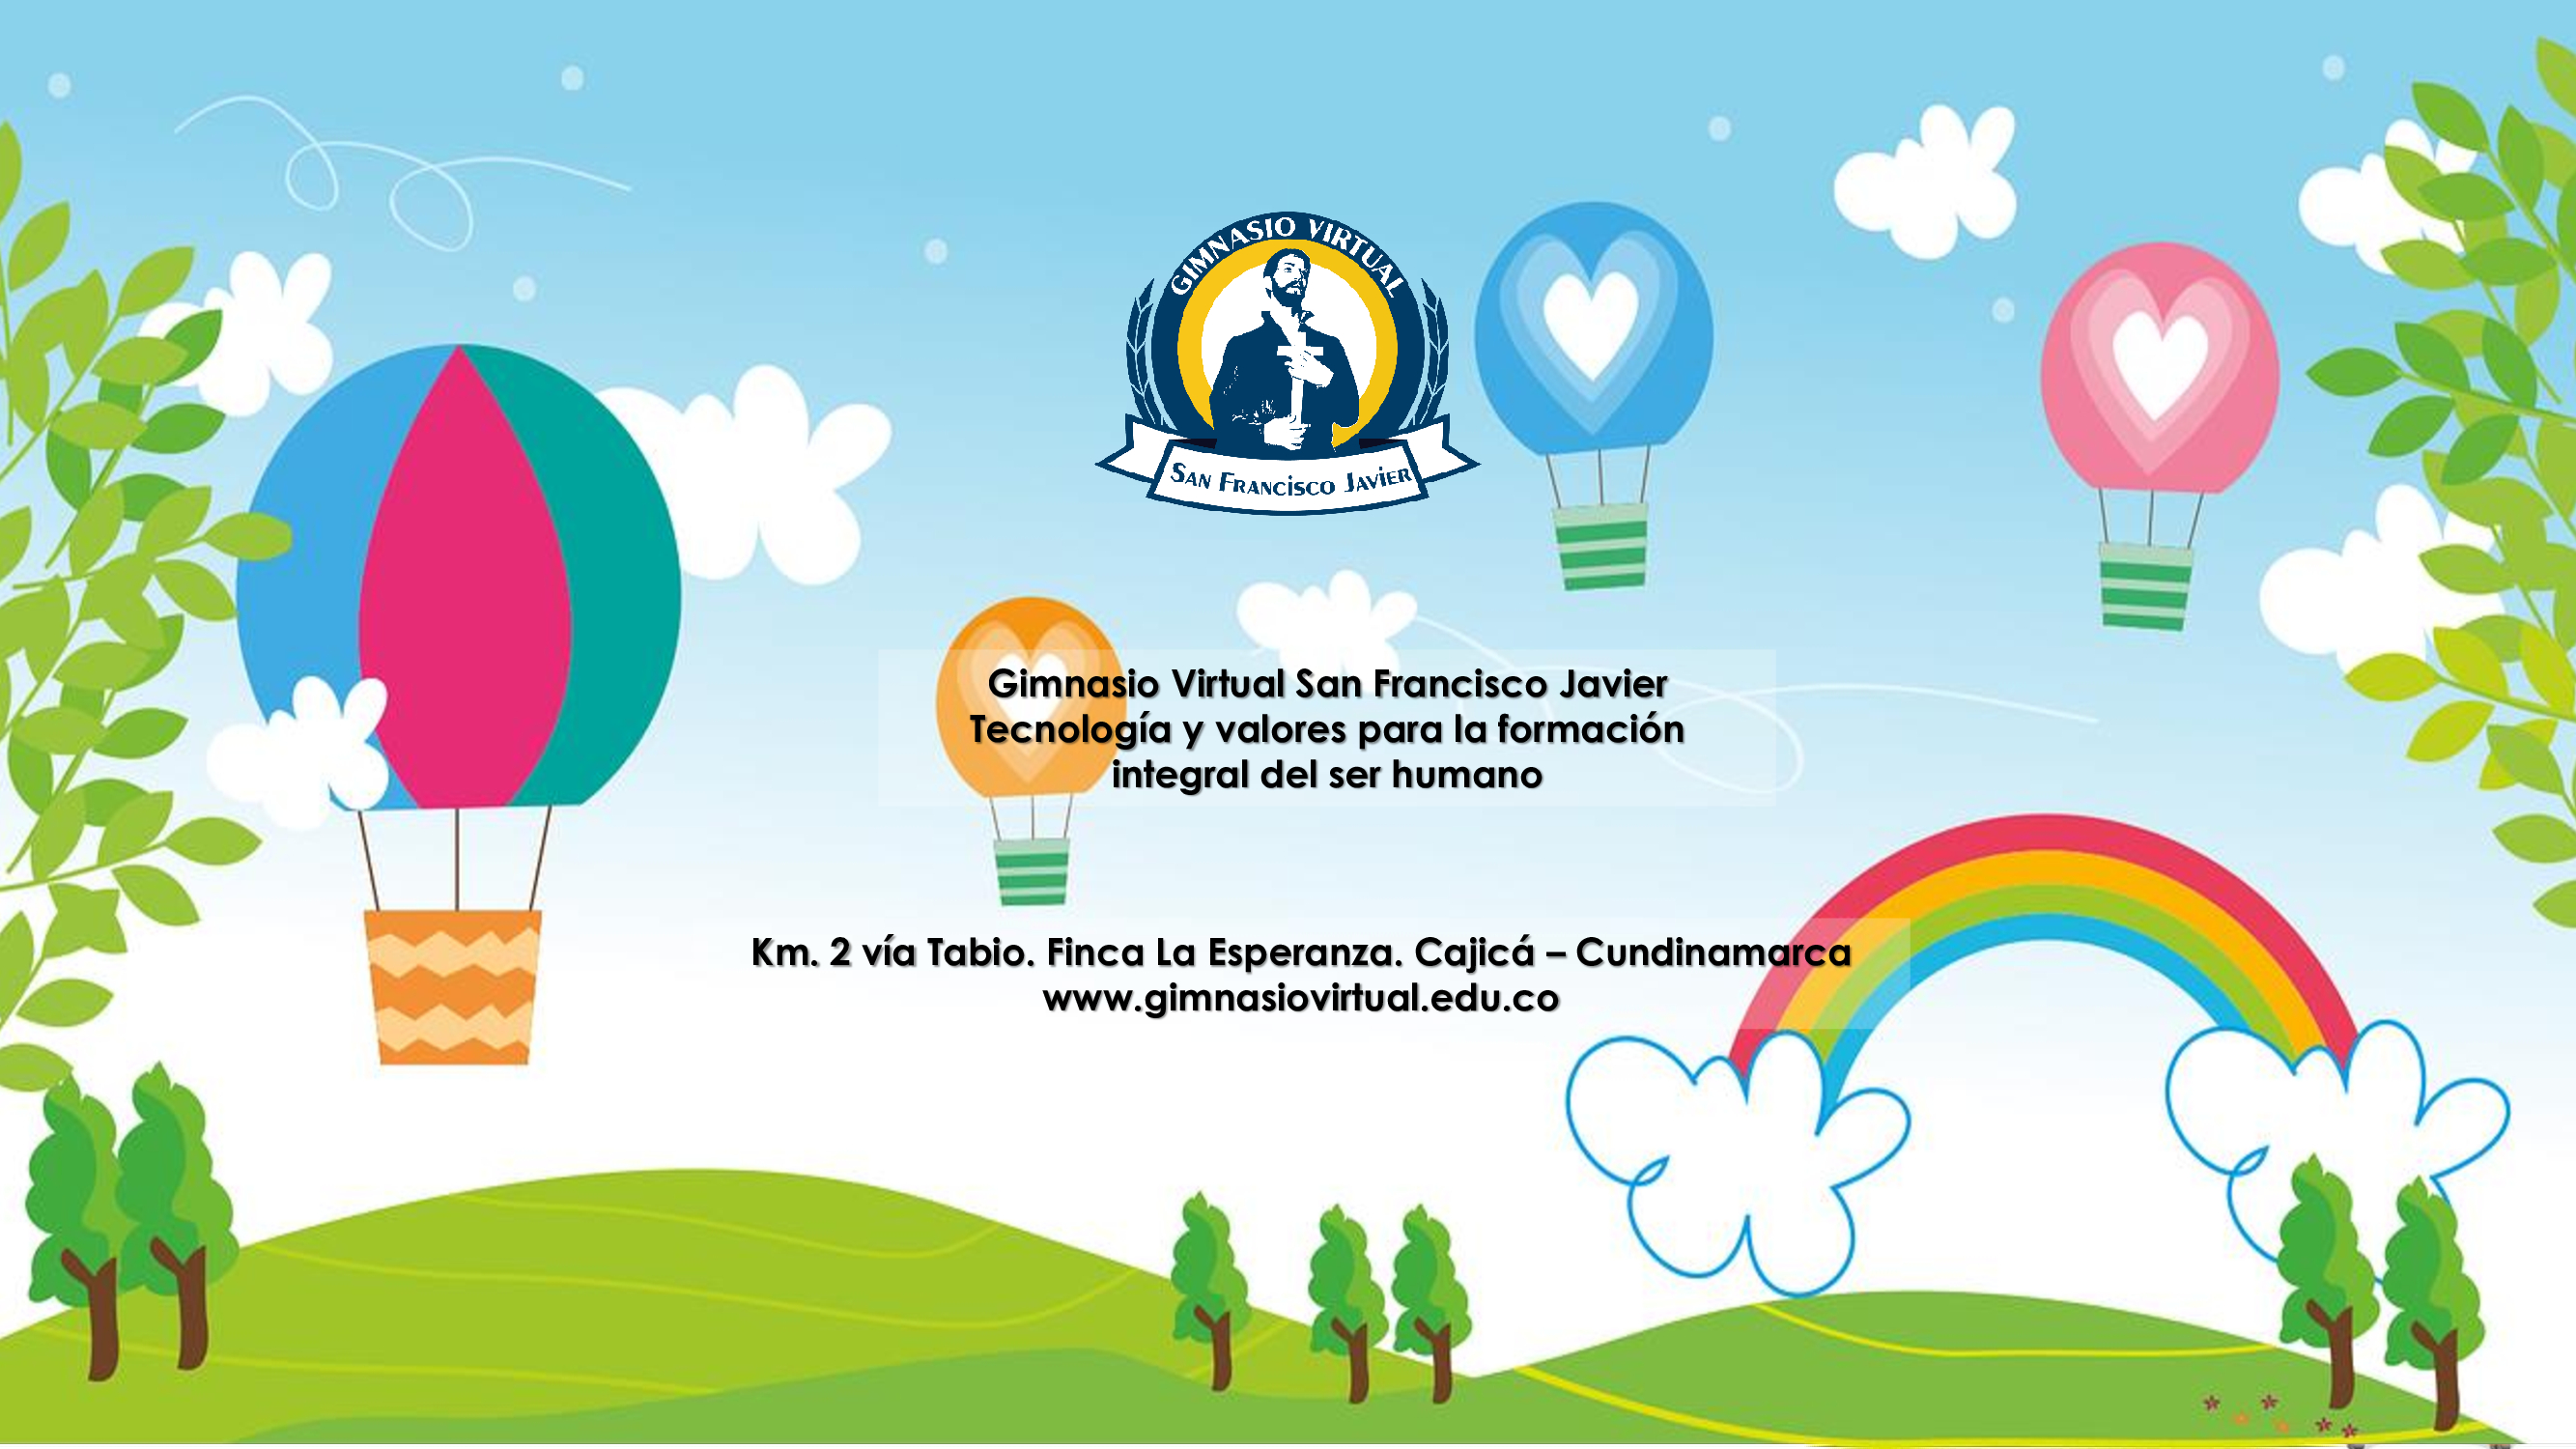 GIMNASIO VIRTUAL
SAN FRANCISCO JAVIER
Gimnasio Virtual San Francisco Javier
Tecnología y valores para la formación
integral del ser humano
Km. 2 vía Tabio. Finca La Esperanza. Cajicá – Cundinamarca
www.gimnasiovirtual.edu.co